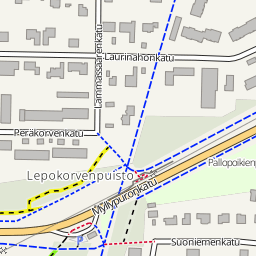 Laurinahonkatu
Lammassaarenkatu
Peräkorvenkatu
Pallopoikien
Lepokorvenpuisto
Myllypuronkatu
Suoniemenkatu